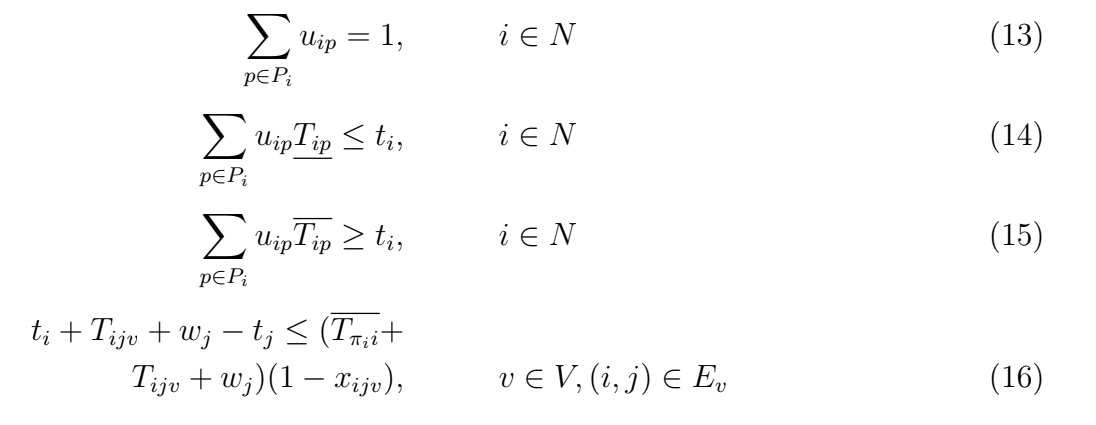 ∑_{p∈P_i} u_{ip} = 1, i ∈ N (13)
∑_{p∈P_i} u_{ip} \underline{T_{ip}} ≤ t_i, i ∈ N (14)
∑_{p∈P_i} u_{ip} \overline{T_{ip}} ≥ t_i, i ∈ N (15)
t_i + T_{ijv} + w_j − t_j ≤ (\overline{T_{π_i i}} +
T_{ijv} + w_j)(1 − x_{ijv}), v ∈ V, (i, j) ∈ E_v (16)